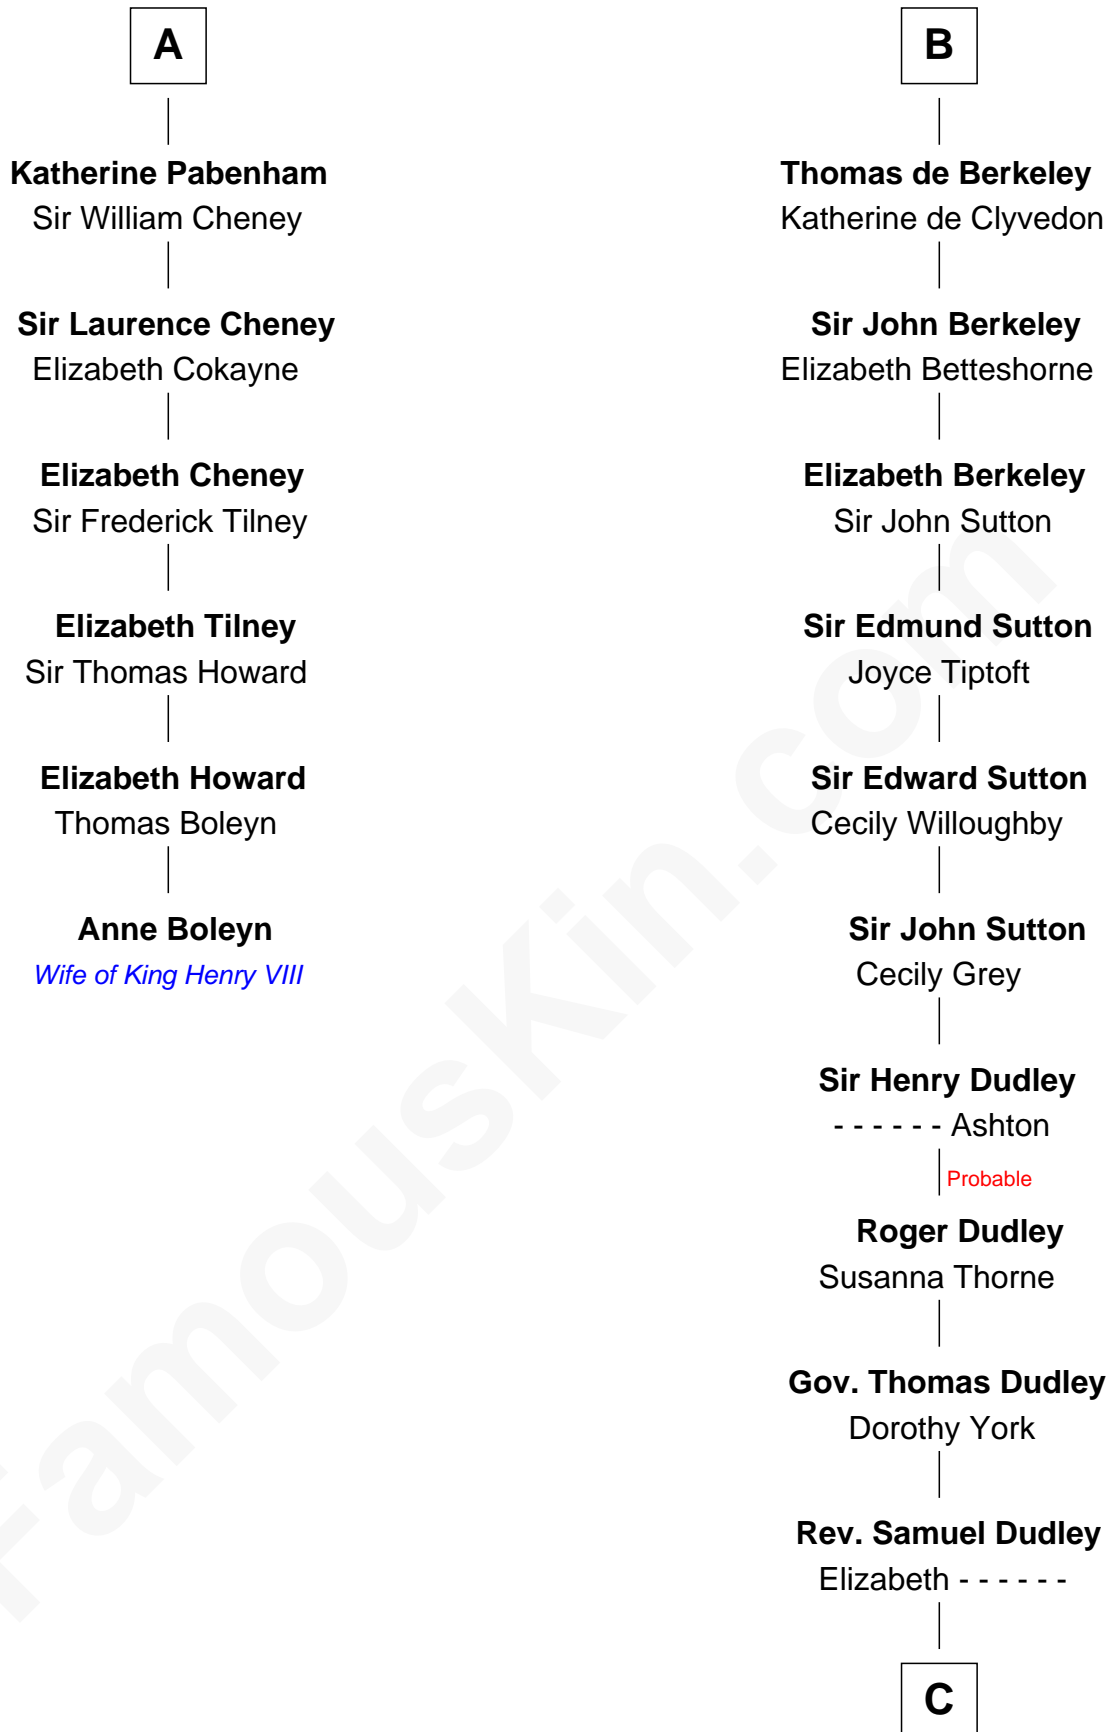 A
Katherine Pabenham
Sir William Cheney
Sir Laurence Cheney
Elizabeth Cokayne
Elizabeth Cheney
Sir Frederick Tilney
Elizabeth Tilney
Sir Thomas Howard
Elizabeth Howard
Thomas Boleyn
Anne Boleyn
Wife of King Henry VIII
B
Thomas de Berkeley
Katherine de Clyvedon
Sir John Berkeley
Elizabeth Betteshorne
Elizabeth Berkeley
Sir John Sutton
Sir Edmund Sutton
Joyce Tiptoft
Sir Edward Sutton
Cecily Willoughby
Sir John Sutton
Cecily Grey
Sir Henry Dudley
- - - - - - Ashton
Probable
Roger Dudley
Susanna Thorne
Gov. Thomas Dudley
Dorothy York
Rev. Samuel Dudley
Elizabeth - - - - - -
C
FamousKin.com